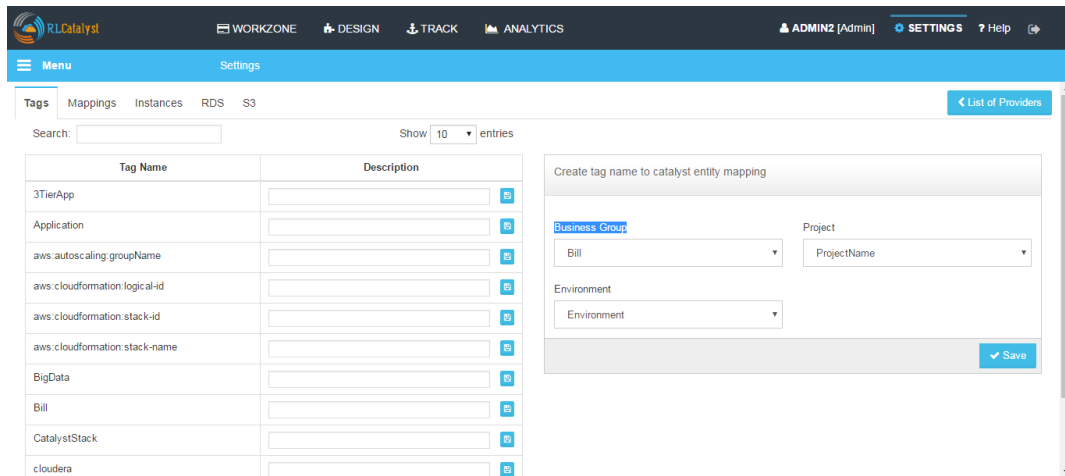 RLCatalyst WORKZONE DESIGN TRACK ANALYTICS ADMIN2 [Admin] SETTINGS ? Help
Menu Settings
Tags Mappings Instances RDS S3 List of Providers
Search: Show 10 entries
Tag Name Description
Create tag name to catalyst entity mapping
3TierApp
Application
Business Group Project
aws:autoscaling:groupName
Bill ProjectName
aws:cloudformation:logical-id
Environment
aws:cloudformation:stack-id
Environment
aws:cloudformation:stack-name
Save
BigData
Bill
CatalystStack
cloudera